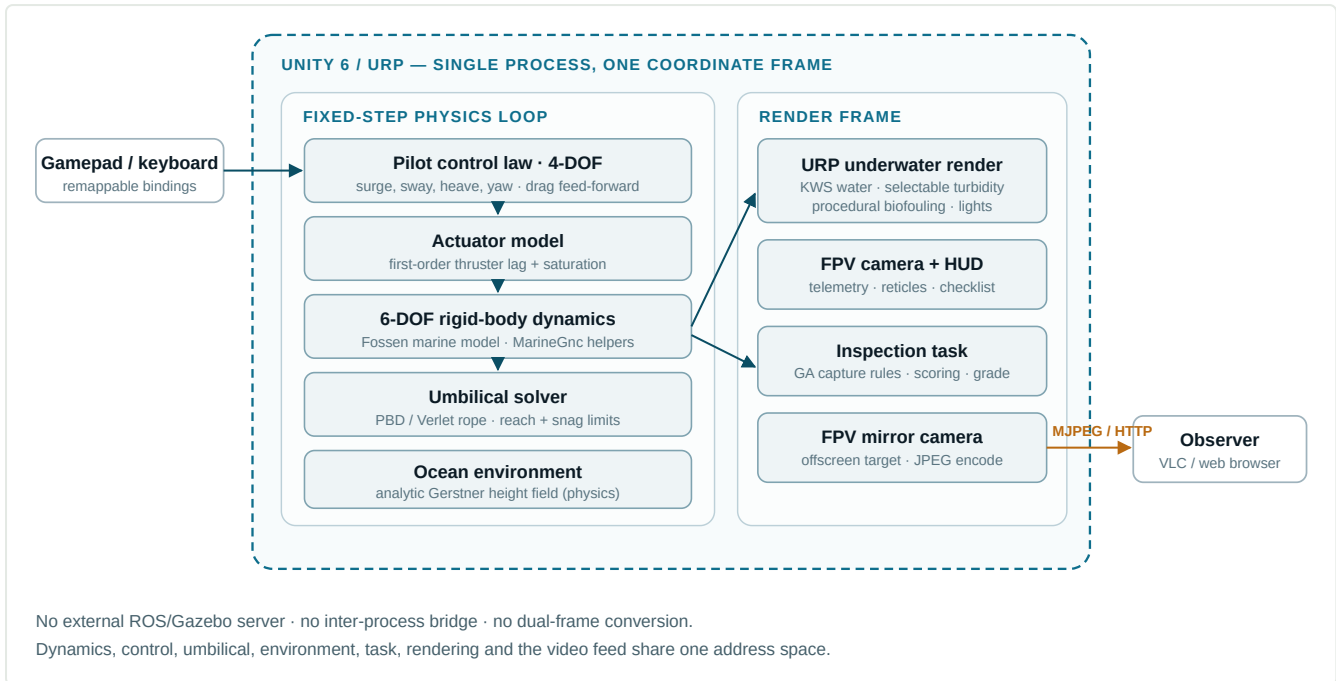 UNITY 6 / URP — SINGLE PROCESS, ONE COORDINATE FRAME
Gamepad / keyboard
remappable bindings
FIXED-STEP PHYSICS LOOP
Pilot control law · 4-DOF
surge, sway, heave, yaw · drag feed-forward
Actuator model
first-order thruster lag + saturation
6-DOF rigid-body dynamics
Fossen marine model · MarineGnc helpers
Umbilical solver
PBD / Verlet rope · reach + snag limits
Ocean environment
analytic Gerstner height field (physics)
RENDER FRAME
URP underwater render
KWS water · selectable turbidity
procedural biofouling · lights
FPV camera + HUD
telemetry · reticles · checklist
Inspection task
GA capture rules · scoring · grade
FPV mirror camera
offscreen target · JPEG encode
MJPEG / HTTP
Observer
VLC / web browser
No external ROS/Gazebo server · no inter-process bridge · no dual-frame conversion.
Dynamics, control, umbilical, environment, task, rendering and the video feed share one address space.